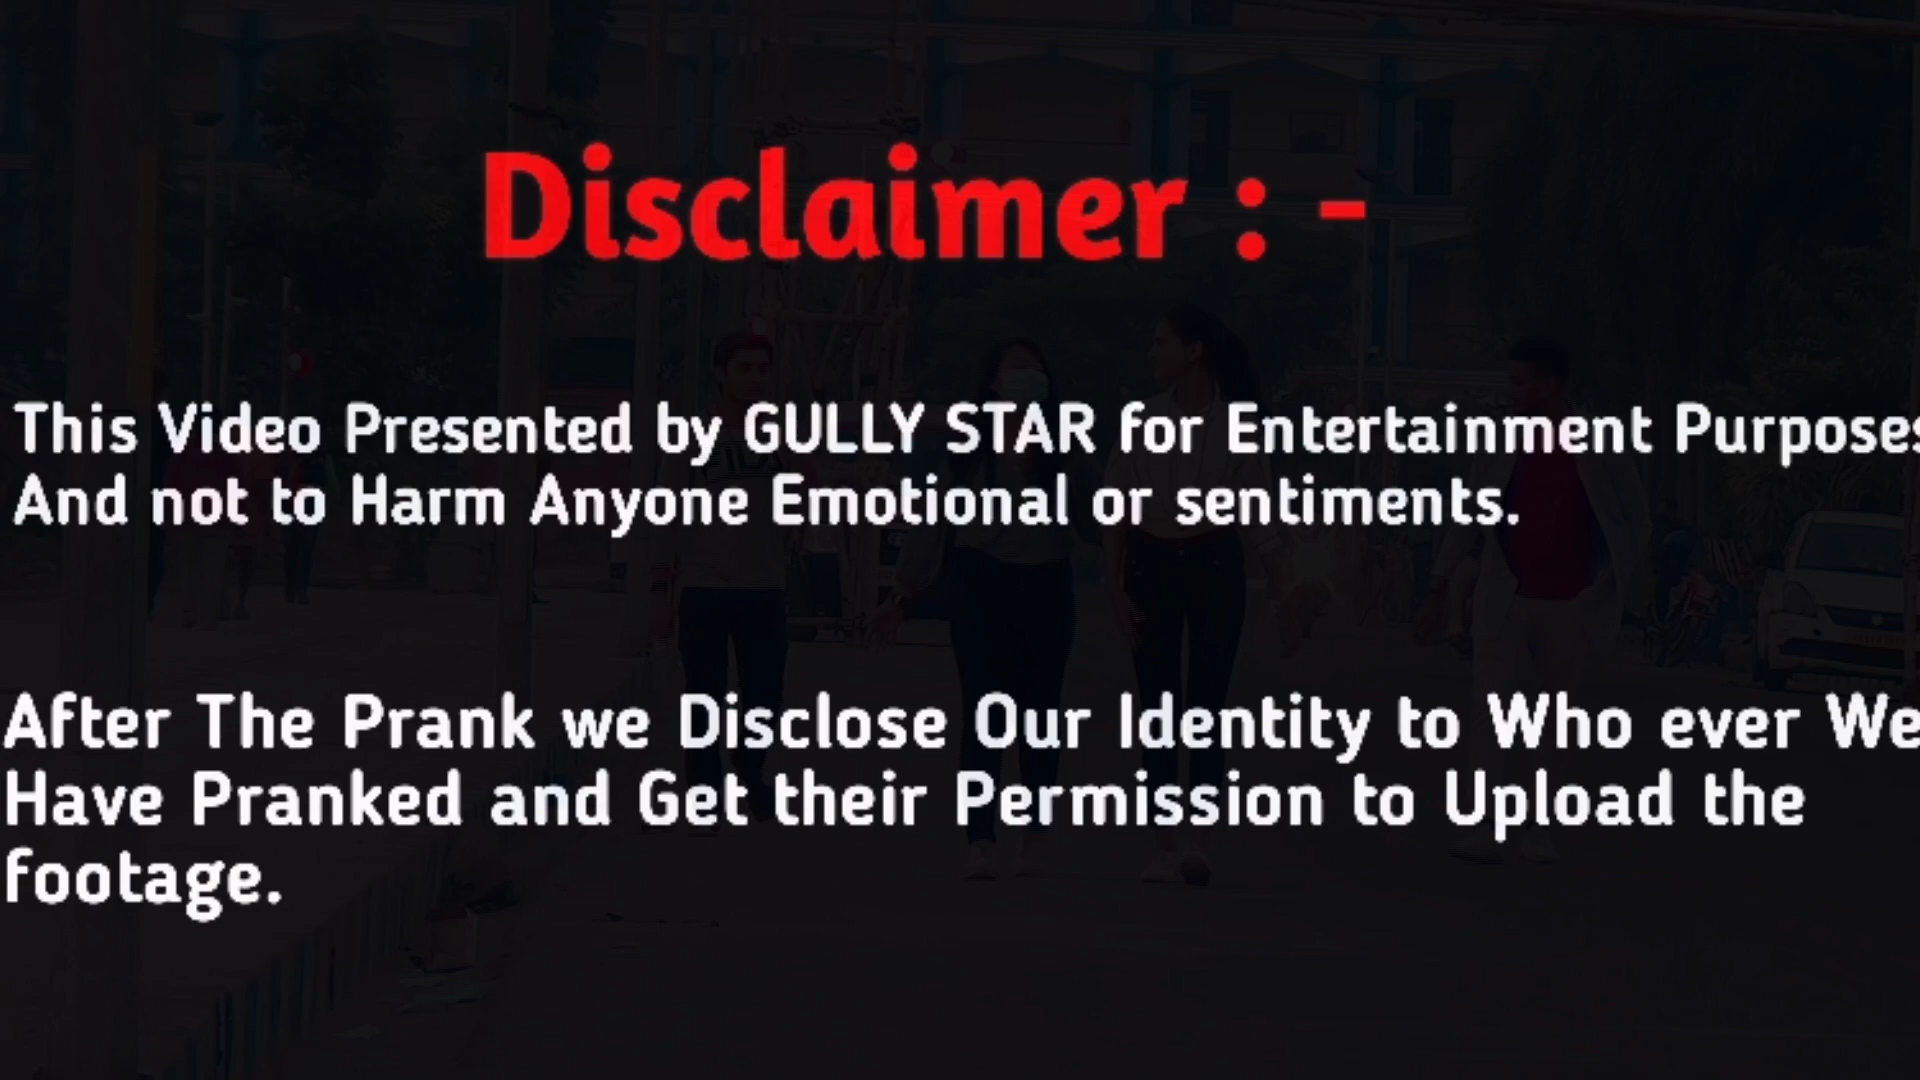 Disclaimer : -
This Video Presented by GULLY STAR for Entertainment Purposes
And not to Harm Anyone Emotional or sentiments.
After The Prank we Disclose Our Identity to Who ever We
Have Pranked and Get their Permission to Upload the
footage.